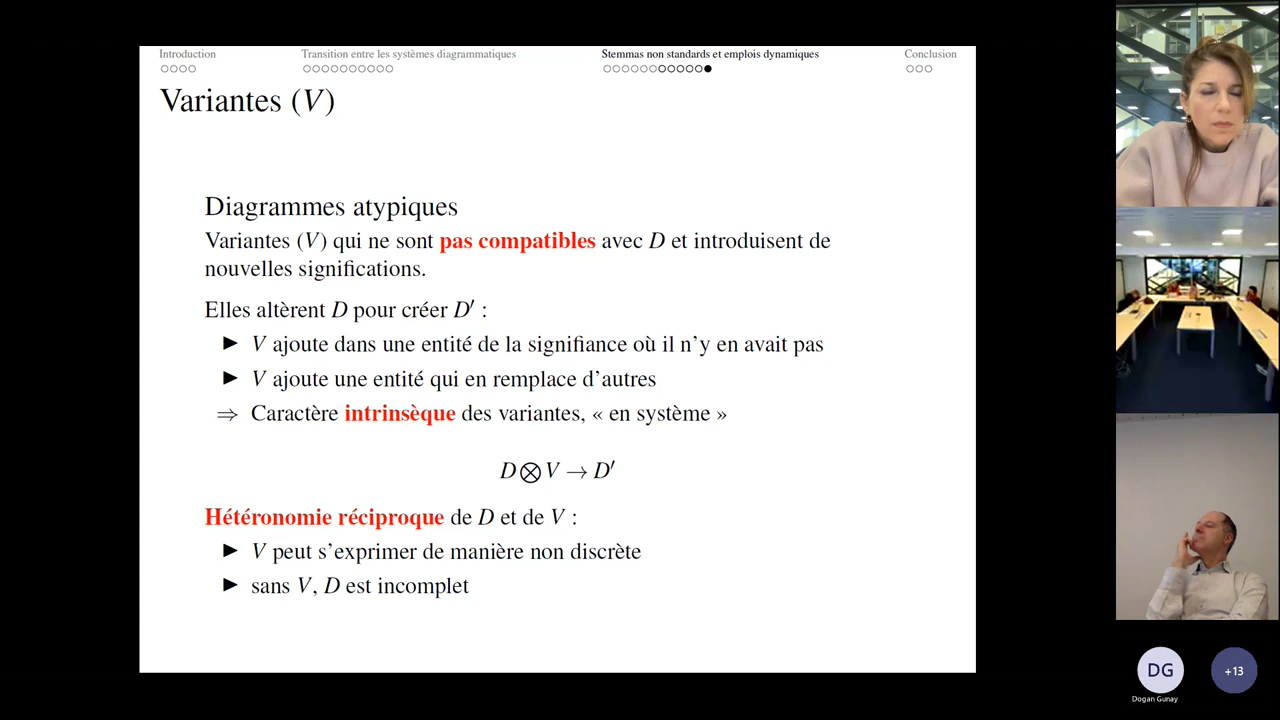 Introduction
Transition entre les systèmes diagrammatiques
Stemmas non standards et emplois dynamiques
Conclusion
Variantes (V)
Diagrammes atypiques
Variantes (V) qui ne sont pas compatibles avec D et introduisent de
nouvelles significations.
Elles altèrent D pour créer D′ :
► V ajoute dans une entité de la signifiance où il n’y en avait pas
► V ajoute une entité qui en remplace d’autres
⇒ Caractère intrinsèque des variantes, « en système »
D ⊗ V → D′
Hétéronomie réciproque de D et de V :
► V peut s’exprimer de manière non discrète
► sans V, D est incomplet
DG
Dogan Gunay
+13